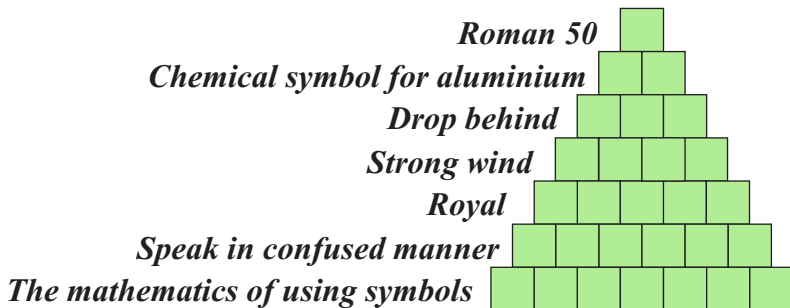 Roman 50
Chemical symbol for aluminium
Drop behind
Strong wind
Royal
Speak in confused manner
The mathematics of using symbols